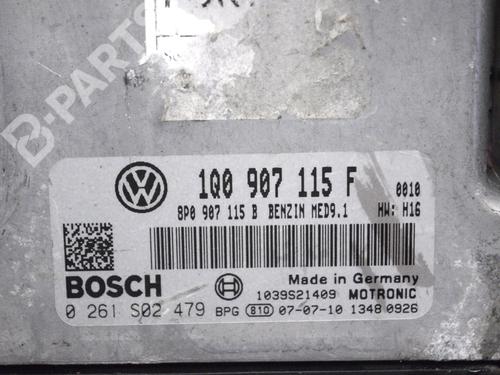 B-PARTS
1Q0 907 115 F 0010
8P0 907 115 B BENZIN MED9.1 HW: H16
BOSCH
Made in Germany
1039S21409 MOTRONIC
0 261 S02 479 BPG 810 07-07-10 1348 0926